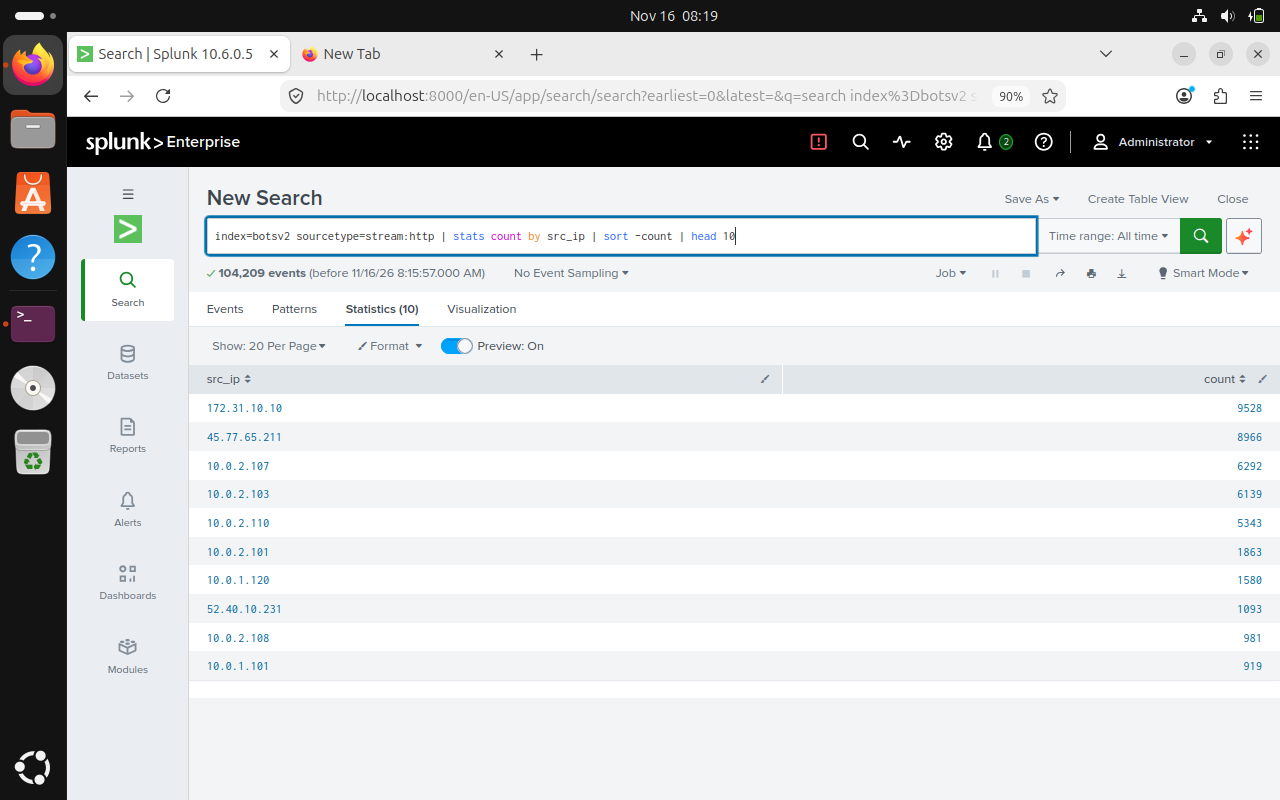 Nov 16 08:19
Search | Splunk 10.6.0.5
New Tab
http://localhost:8000/en-US/app/search/search?earliest=0&latest=&q=search index%3Dbotsv2 s
90%
splunk> Enterprise
2
Administrator
New Search
Save As
Create Table View
Close
index=botsv2 sourcetype=stream:http | stats count by src_ip | sort -count | head 10
Time range: All time
104,209 events (before 11/16/26 8:15:57.000 AM)
No Event Sampling
Job
Smart Mode
Search
Datasets
Reports
Alerts
Dashboards
Modules
Events
Patterns
Statistics (10)
Visualization
Show: 20 Per Page
Format
Preview: On
src_ip count
172.31.10.10 9528
45.77.65.211 8966
10.0.2.107 6292
10.0.2.103 6139
10.0.2.110 5343
10.0.2.101 1863
10.0.1.120 1580
52.40.10.231 1093
10.0.2.108 981
10.0.1.101 919